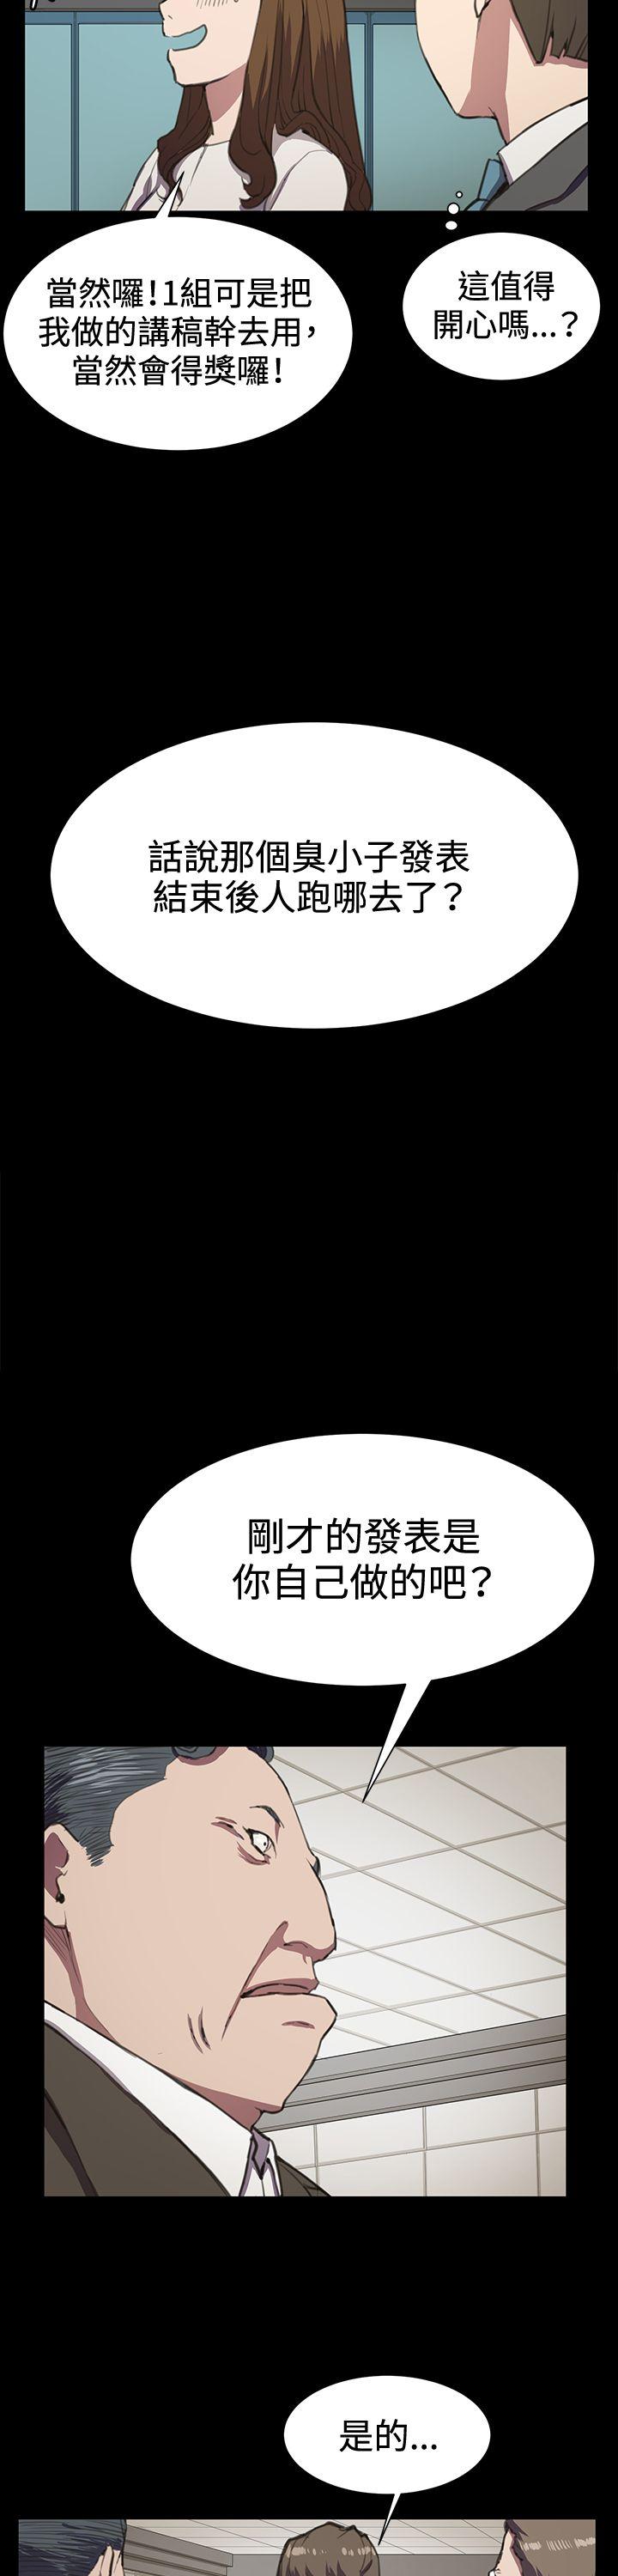 當然囉！1組可是把
我做的講稿幹去用，
當然會得獎囉！
這值得
開心嗎…？
話說那個臭小子發表
結束後人跑哪去了？
剛才的發表是
你自己做的吧？
是的…